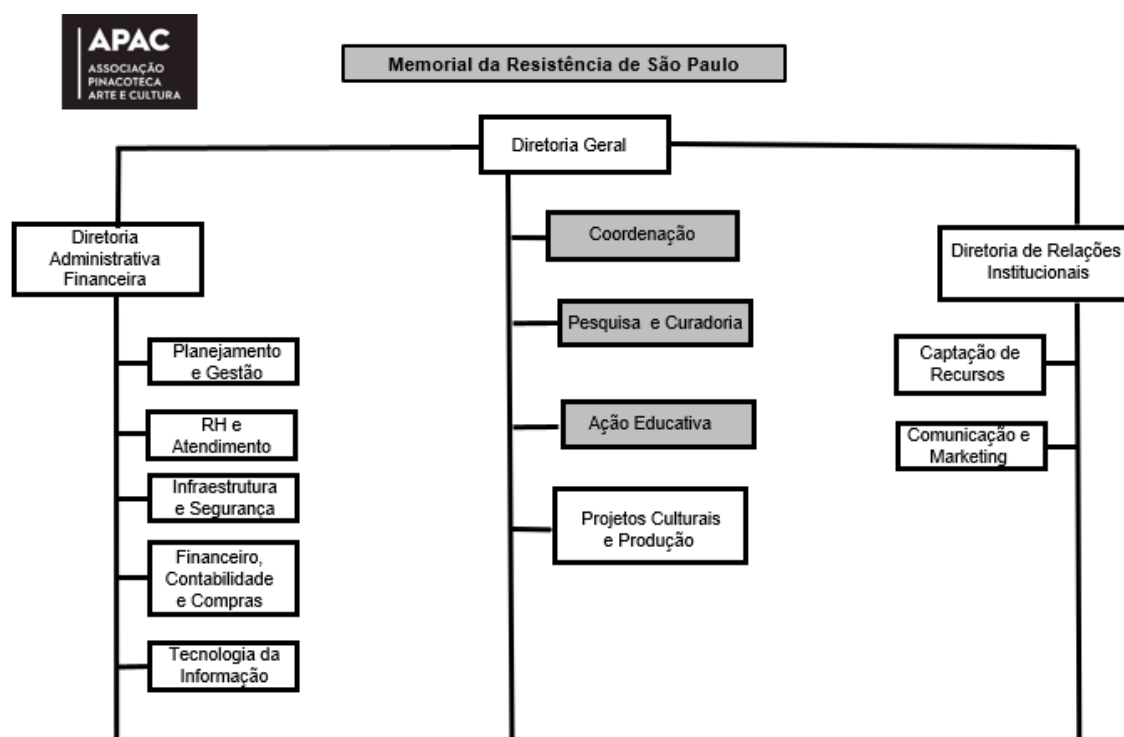 APAC
ASSOCIAÇÃO
PINACOTECA
ARTE E CULTURA
Memorial da Resistência de São Paulo
Diretoria Geral
Diretoria
Administrativa
Financeira
Planejamento
e Gestão
RH e
Atendimento
Infraestrutura
e Segurança
Financeiro,
Contabilidade
e Compras
Tecnologia da
Informação
Coordenação
Pesquisa e Curadoria
Ação Educativa
Projetos Culturais
e Produção
Diretoria de Relações
Institucionais
Captação de
Recursos
Comunicação e
Marketing